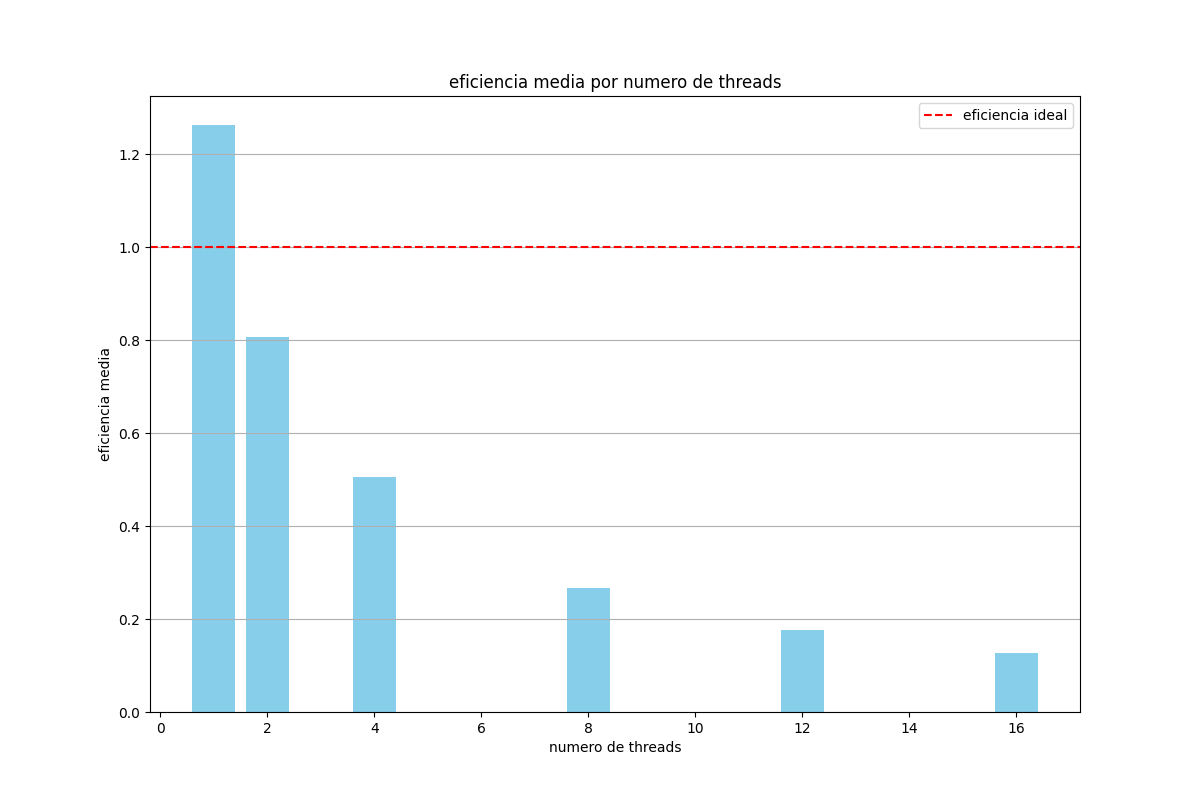 eficiencia media por numero de threads
eficiencia ideal
eficiencia media
1.2
1.0
0.8
0.6
0.4
0.2
0.0
0 2 4 6 8 10 12 14 16
numero de threads